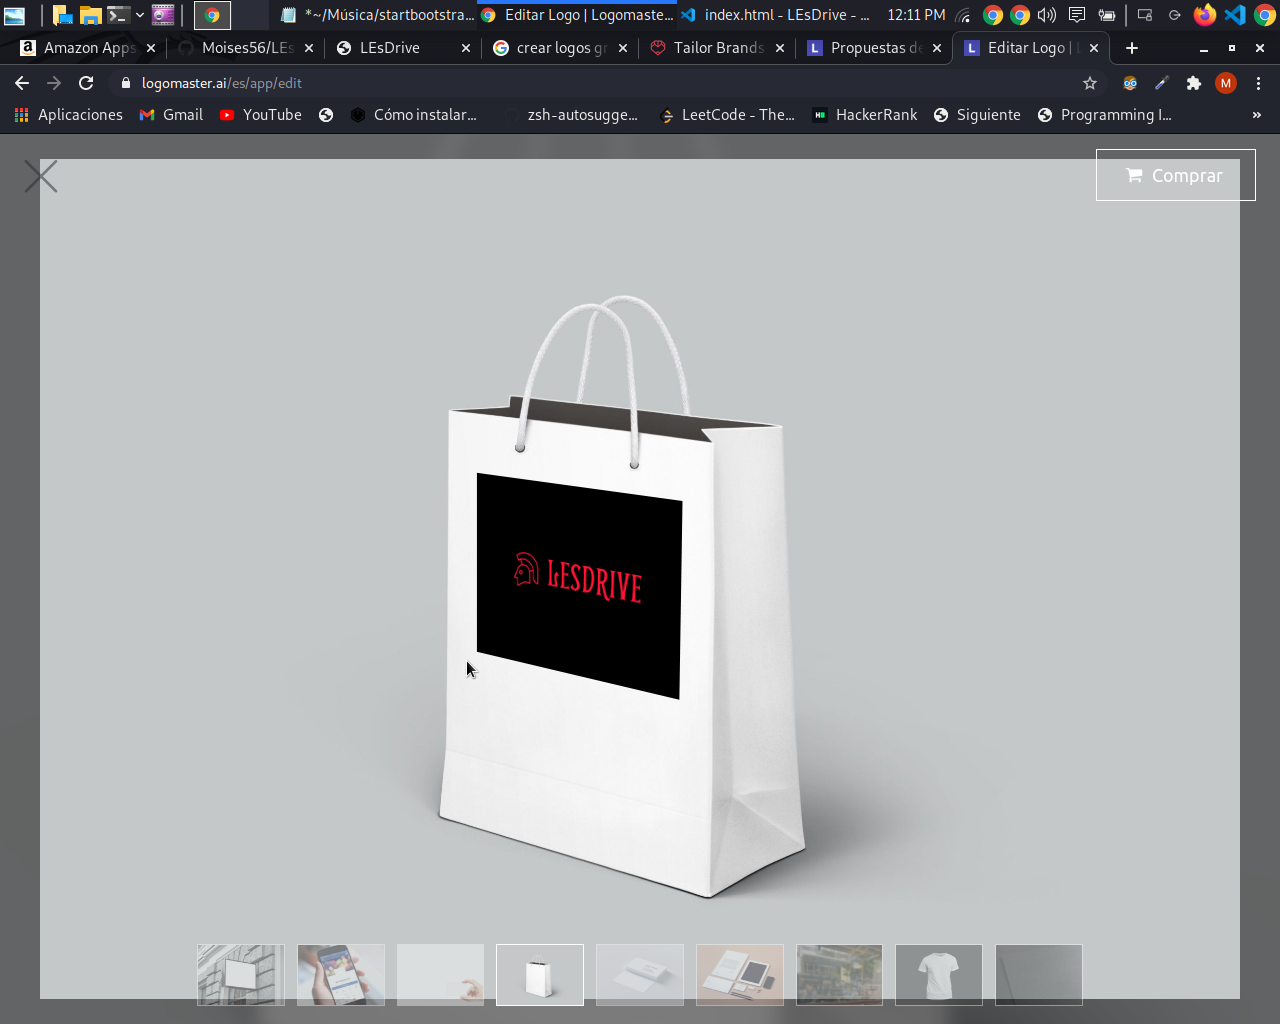 *~/Música/startbootstra...
Editar Logo | Logomaste...
index.html - LEsDrive - ...
12:11 PM
Amazon Apps
Moises56/LEs
LEsDrive
crear logos gr
Tailor Brands
Propuestas de
Editar Logo | L
logomaster.ai/es/app/edit
M
Aplicaciones
Gmail
YouTube
Cómo instalar...
zsh-autosugge...
LeetCode - The...
HackerRank
Siguiente
Programming I...
»
Comprar
LESDRIVE